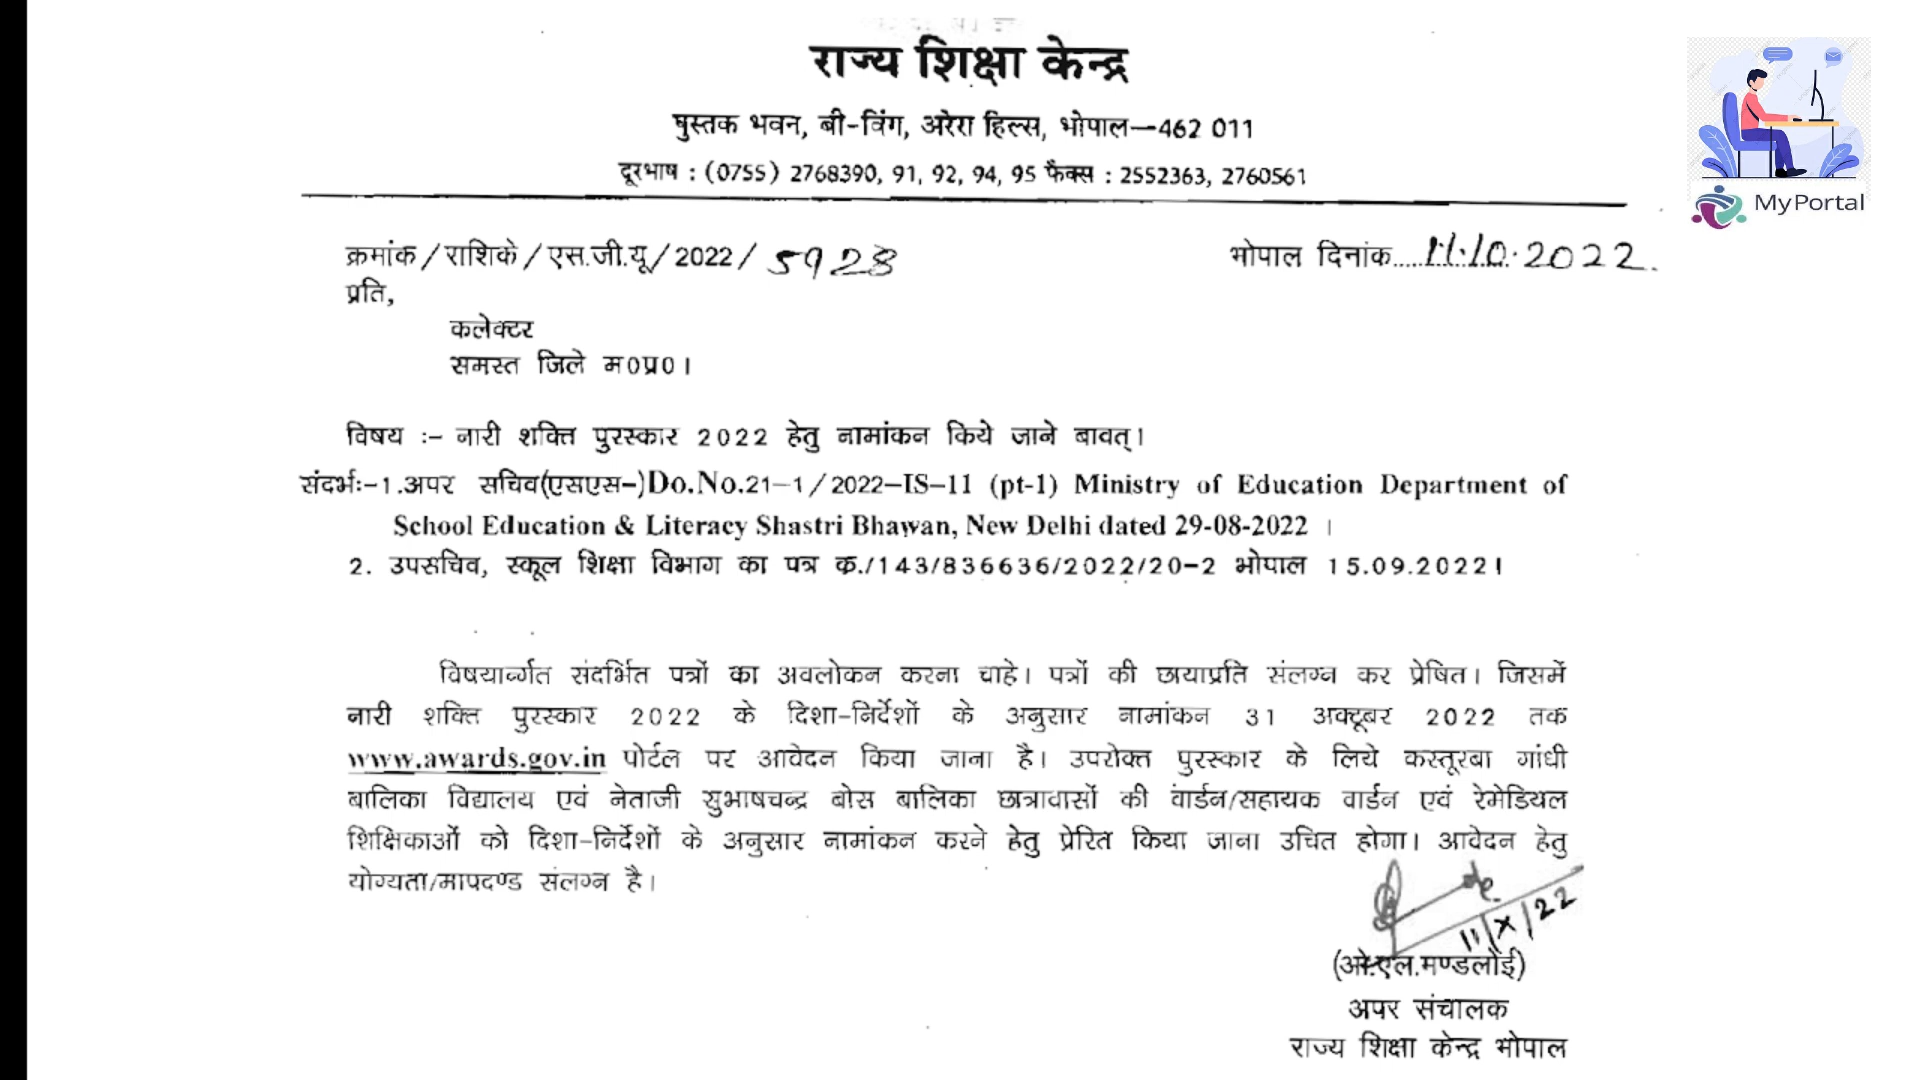 राज्य शिक्षा केन्द्र
पुस्तक भवन, बी-विंग, अरेरा हिल्स, भोपाल—462 011
दूरभाष : (0755) 2768390, 91, 92, 94, 95 फैक्स : 2552363, 2760561
MyPortal
क्रमांक/राशिके/एस.जी.यू/2022/ 5923
भोपाल दिनांक.....11.10.2022.
प्रति,
कलेक्टर
समस्त जिले म0प्र0।
विषय :- नारी शक्ति पुरस्कार 2022 हेतु नामांकन किये जाने बावत्।
संदर्भः-1.अपर सचिव(एसएस-)Do.No.21-1/2022-IS-11 (pt-1) Ministry of Education Department of
School Education & Literacy Shastri Bhawan, New Delhi dated 29-08-2022 ।
2. उपसचिव, स्कूल शिक्षा विभाग का पत्र क्र./143/836636/2022/20-2 भोपाल 15.09.2022।
विषयार्न्गत संदर्भित पत्रों का अवलोकन करना चाहे। पत्रों की छायाप्रति संलग्न कर प्रेषित। जिसमें
नारी शक्ति पुरस्कार 2022 के दिशा-निर्देशों के अनुसार नामांकन 31 अक्टूबर 2022 तक
www.awards.gov.in पोर्टल पर आवेदन किया जाना है। उपरोक्त पुरस्कार के लिये कस्तूरबा गांधी
बालिका विद्यालय एवं नेताजी सुभाषचन्द्र बोस बालिका छात्रावासों की वार्डन/सहायक वार्डन एवं रेमेडियल
शिक्षिकाओं को दिशा-निर्देशों के अनुसार नामांकन करने हेतु प्रेरित किया जाना उचित होगा। आवेदन हेतु
योग्यता/मापदण्ड संलग्न है।
11/X/22
(ओ.एल.मण्डलोई)
अपर संचालक
राज्य शिक्षा केन्द्र भोपाल